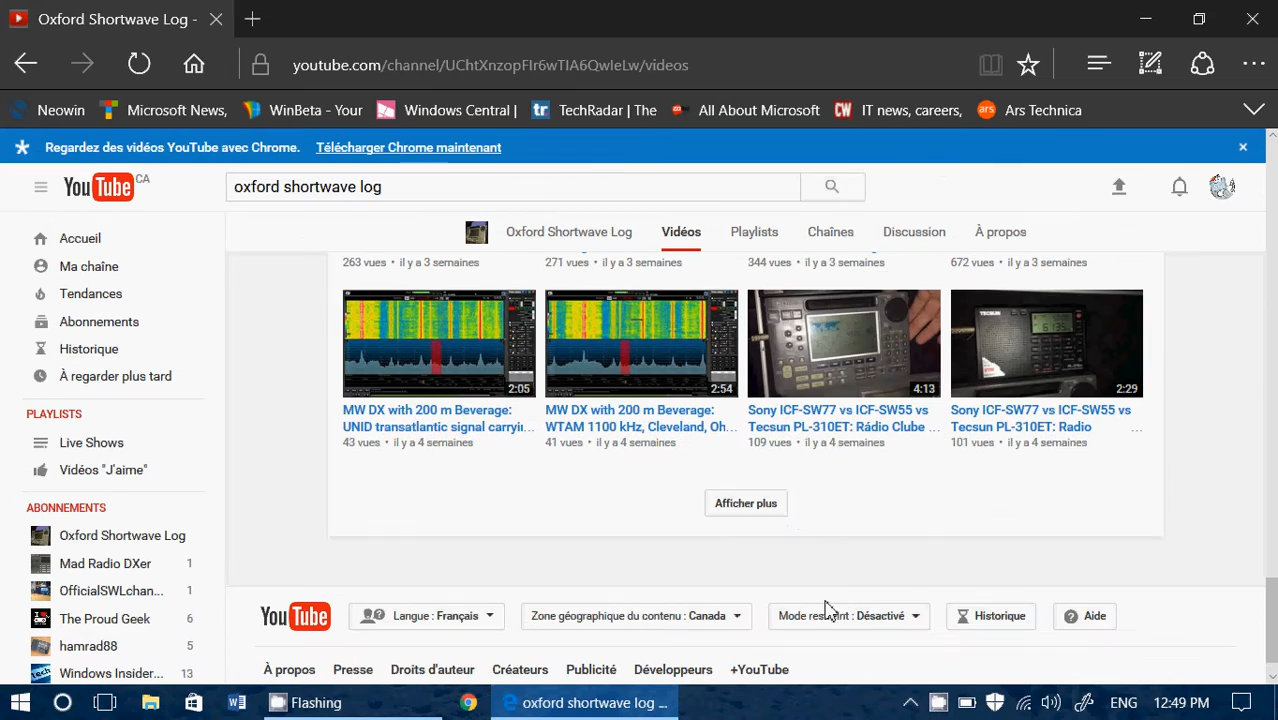 Oxford Shortwave Log -
youtube.com/channel/UChtXnzopFIr6wTIA6QwIeLw/videos
Neowin Microsoft News, WinBeta - Your Windows Central | tr TechRadar | The All About Microsoft CW IT news, careers, ars Ars Technica
Regardez des vidéos YouTube avec Chrome. Télécharger Chrome maintenant
YouTube CA oxford shortwave log
Oxford Shortwave Log Vidéos Playlists Chaînes Discussion À propos
Accueil
Ma chaîne
Tendances
Abonnements
Historique
À regarder plus tard
PLAYLISTS
Live Shows
Vidéos "J'aime"
ABONNEMENTS
Oxford Shortwave Log
Mad Radio DXer 1
OfficialSWLchan... 1
The Proud Geek 6
hamrad88 5
Windows Insider... 13
263 vues • il y a 3 semaines 271 vues • il y a 3 semaines 344 vues • il y a 3 semaines 672 vues • il y a 3 semaines
2:05 2:54 4:13 TECSUN 2:29
MW DX with 200 m Beverage: MW DX with 200 m Beverage: Sony ICF-SW77 vs ICF-SW55 vs Sony ICF-SW77 vs ICF-SW55 vs
UNID transatlantic signal carryi... WTAM 1100 kHz, Cleveland, Oh... Tecsun PL-310ET: Rádio Clube ... Tecsun PL-310ET: Radio ...
43 vues • il y a 4 semaines 41 vues • il y a 4 semaines 109 vues • il y a 4 semaines 101 vues • il y a 4 semaines
Afficher plus
YouTube Langue : Français Zone géographique du contenu : Canada Mode restreint : Désactivé Historique Aide
À propos Presse Droits d'auteur Créateurs Publicité Développeurs +YouTube
Flashing oxford shortwave log ... ENG 12:49 PM